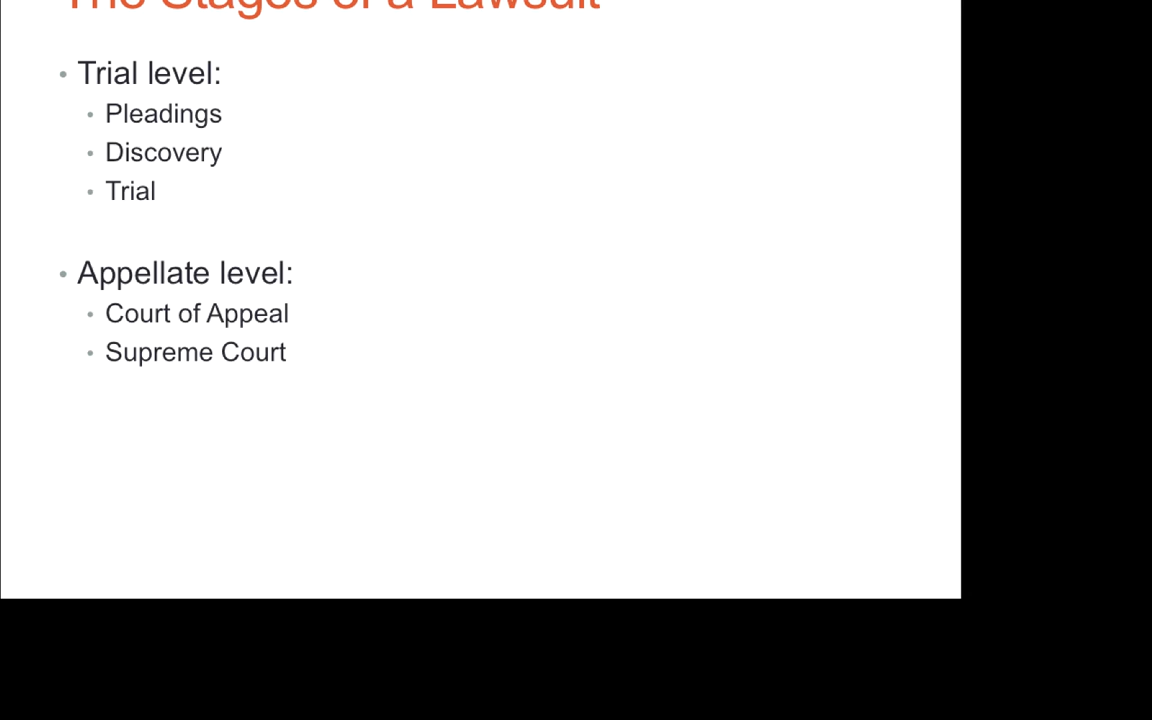 The Stages of a Lawsuit
• Trial level:
• Pleadings
• Discovery
• Trial
• Appellate level:
• Court of Appeal
• Supreme Court